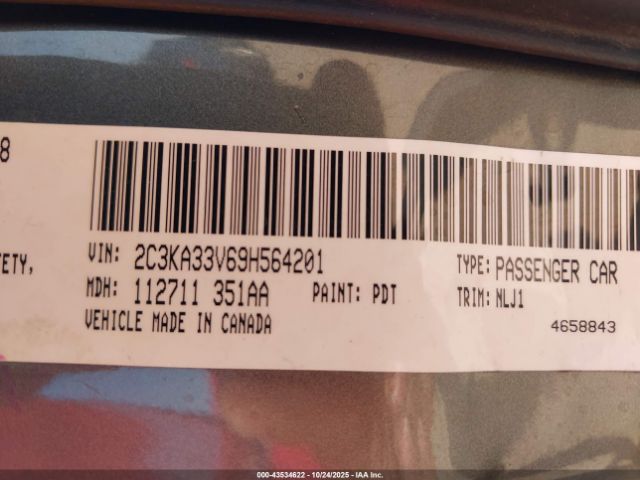 8
VIN: 2C3KA33V69H564201
TYPE: PASSENGER CAR
ETY,
MDH: 112711 351AA PAINT: PDT
TRIM: NLJ1
VEHICLE MADE IN CANADA
4658843
000-43534622 | 10/24/2025 | IAA Inc.